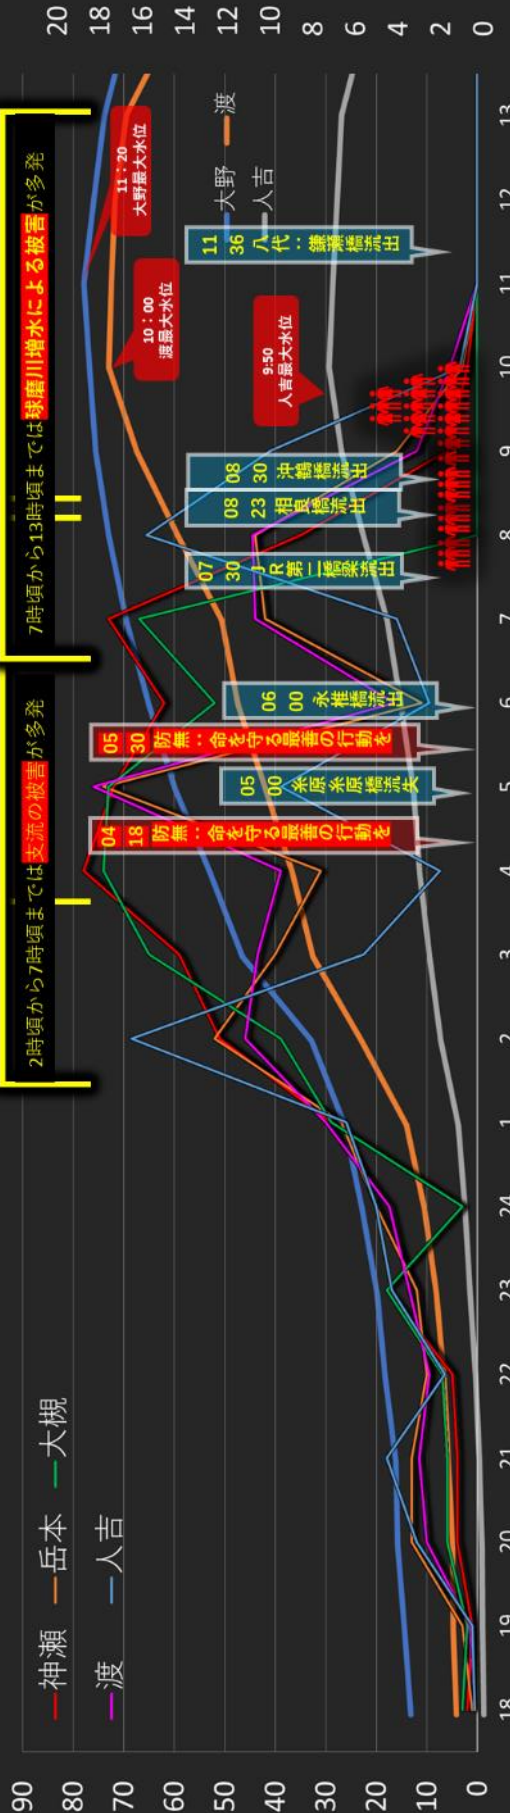 7時頃から13時頃までは球磨川増水による被害が多発
2時頃から7時頃までは支流の被害が多発
神瀬
岳本
大槻
渡
人吉
大野
渡
人吉
11：20
大野最大水位
10：00
渡最大水位
9:50
人吉最大水位
04 18 防無：命を守る最善の行動を
05 00 糸原糸原橋流失
05 30 防無：命を守る最善の行動を
06 00 永椎橋流出
07 30 JR第二橋梁流出
08 23 相良橋流出
08 30 沖鶴橋流出
11 36 八代：鎌瀬橋流出
90
80
70
60
50
40
30
20
10
0
20
18
16
14
12
10
8
6
4
2
0
18 19 20 21 22 23 24 1 2 3 4 5 6 7 8 9 10 11 12 13